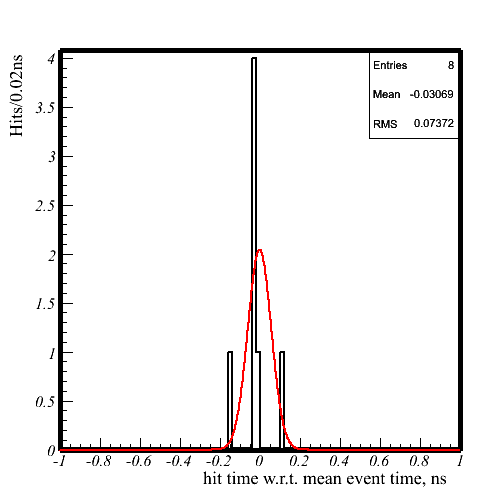 Hits/0.02ns
Entries 8
Mean -0.03069
RMS 0.07372
4
3.5
3
2.5
2
1.5
1
0.5
0
-1 -0.8 -0.6 -0.4 -0.2 0 0.2 0.4 0.6 0.8 1
hit time w.r.t. mean event time, ns